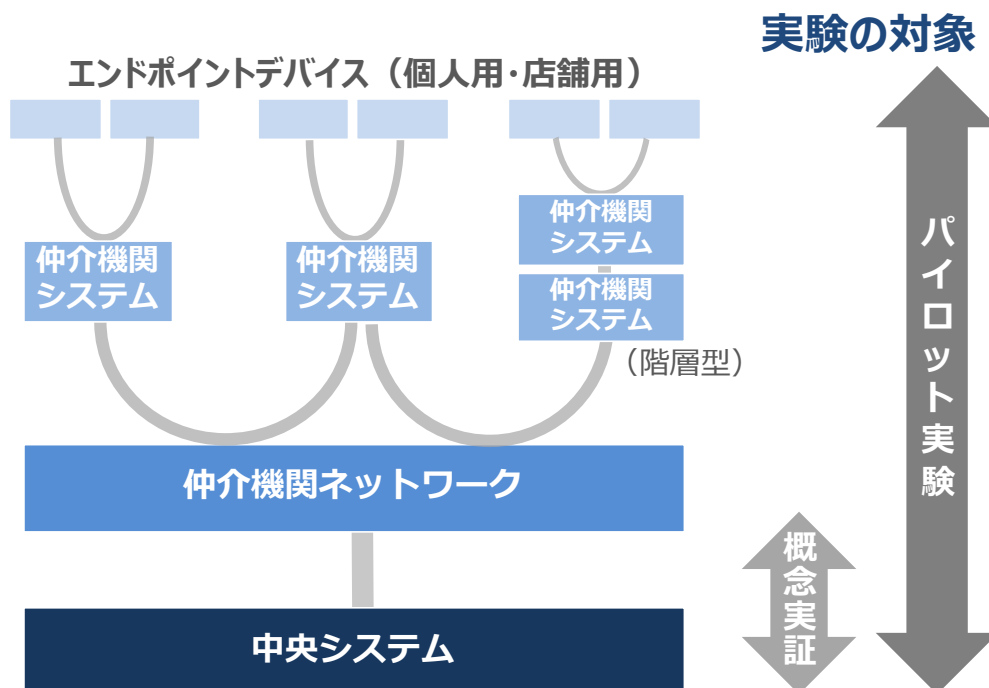 実験の対象
エンドポイントデバイス（個人用・店舗用）
仲介機関
システム
仲介機関
システム
仲介機関
システム
仲介機関
システム
（階層型）
仲介機関ネットワーク
中央システム
概念実証
パイロット実験